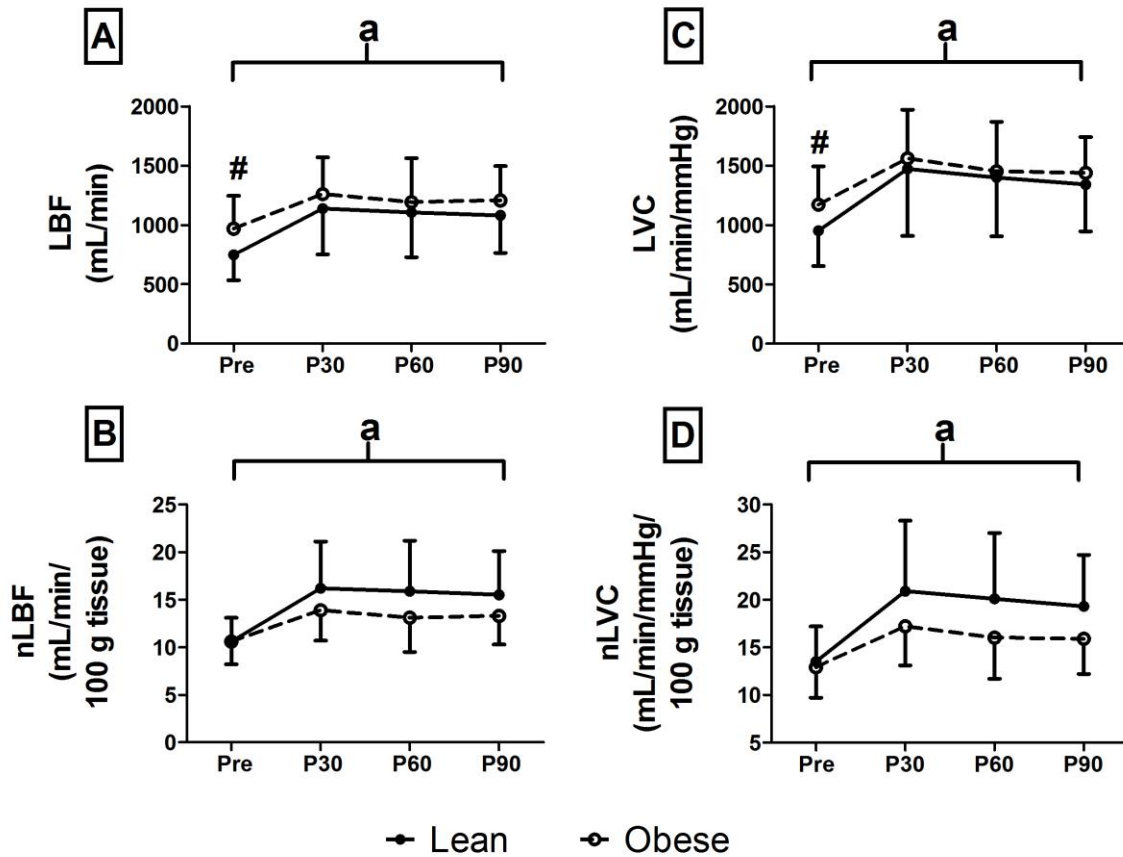 A
a
LBF
(mL/min)
2000
1500
1000
500
0
#
Pre P30 P60 P90
B
a
nLBF
(mL/min/
100 g tissue)
25
20
15
10
5
0
Pre P30 P60 P90
C
a
LVC
(mL/min/mmHg)
2000
1500
1000
500
0
#
Pre P30 P60 P90
D
a
nLVC
(mL/min/mmHg/
100 g tissue)
30
25
20
15
10
5
Pre P30 P60 P90
Lean Obese